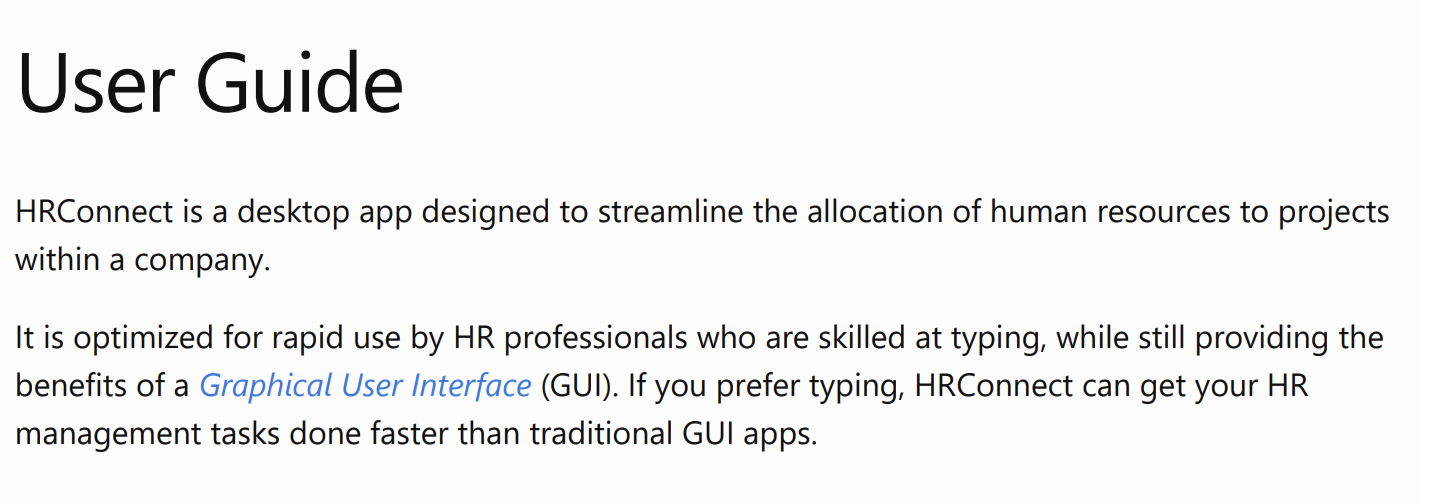 User Guide
HRConnect is a desktop app designed to streamline the allocation of human resources to projects
within a company.
It is optimized for rapid use by HR professionals who are skilled at typing, while still providing the
benefits of a Graphical User Interface (GUI). If you prefer typing, HRConnect can get your HR
management tasks done faster than traditional GUI apps.